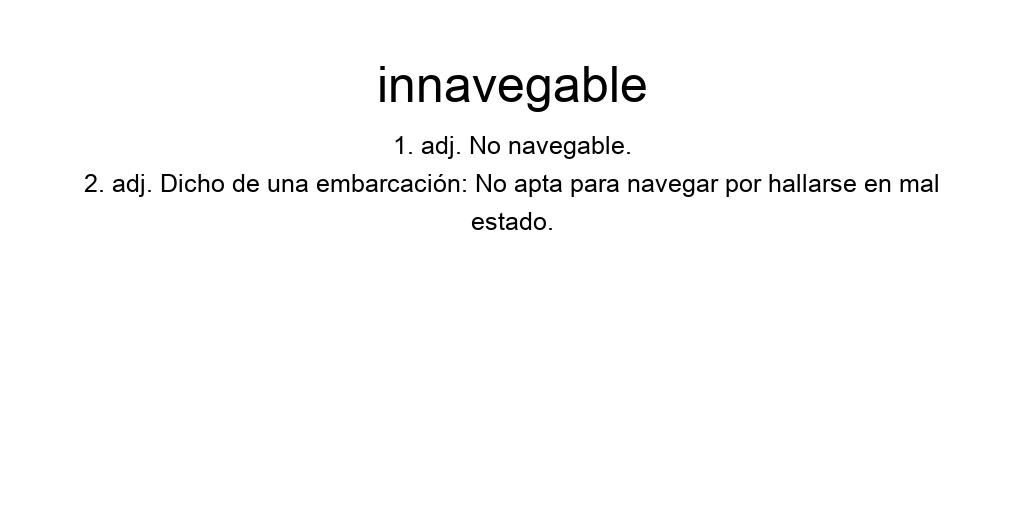 innavegable
1. adj. No navegable.
2. adj. Dicho de una embarcación: No apta para navegar por hallarse en mal
estado.